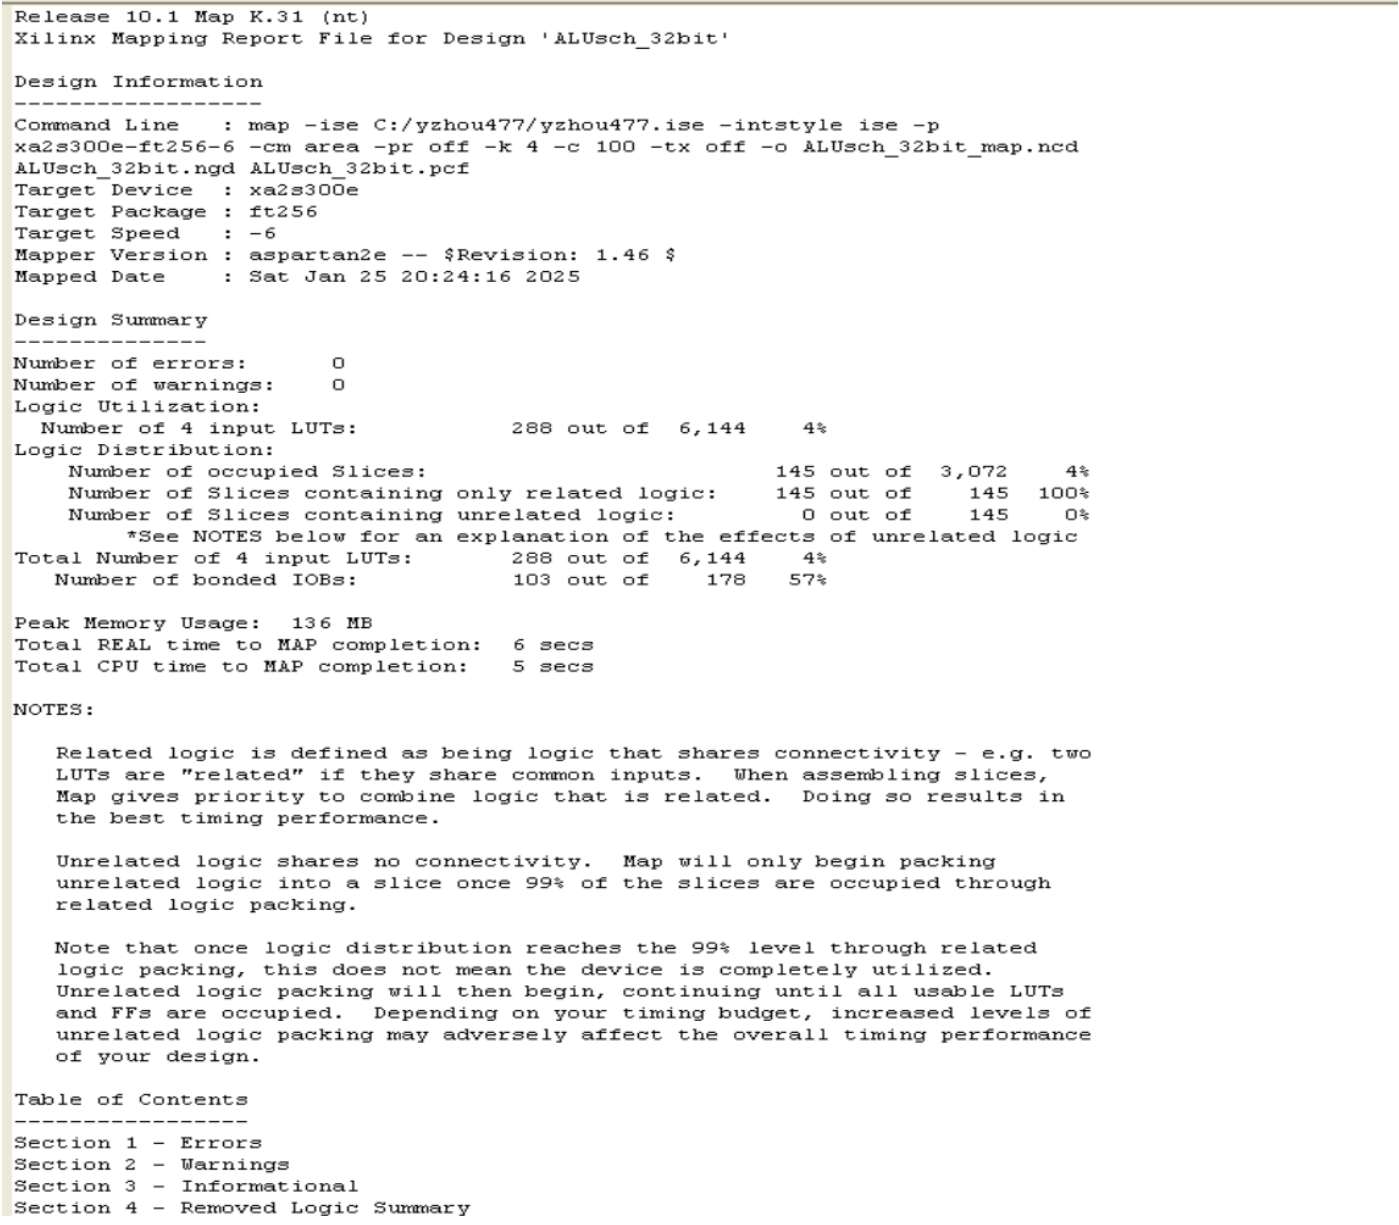 Release 10.1 Map K.31 (nt)
Xilinx Mapping Report File for Design 'ALUsch_32bit'
Design Information
------------------
Command Line   : map -ise C:/yzhou477/yzhou477.ise -intstyle ise -p
xa2s300e-ft256-6 -cm area -pr off -k 4 -c 100 -tx off -o ALUsch_32bit_map.ncd
ALUsch_32bit.ngd ALUsch_32bit.pcf
Target Device  : xa2s300e
Target Package : ft256
Target Speed   : -6
Mapper Version : aspartan2e -- $Revision: 1.46 $
Mapped Date    : Sat Jan 25 20:24:16 2025
Design Summary
--------------
Number of errors:      0
Number of warnings:    0
Logic Utilization:
  Number of 4 input LUTs:           288 out of  6,144    4%
Logic Distribution:
    Number of occupied Slices:                          145 out of  3,072    4%
    Number of Slices containing only related logic:     145 out of    145  100%
    Number of Slices containing unrelated logic:          0 out of    145    0%
        *See NOTES below for an explanation of the effects of unrelated logic
Total Number of 4 input LUTs:       288 out of  6,144    4%
   Number of bonded IOBs:           103 out of    178   57%
Peak Memory Usage:  136 MB
Total REAL time to MAP completion:  6 secs
Total CPU time to MAP completion:   5 secs
NOTES:
   Related logic is defined as being logic that shares connectivity - e.g. two
   LUTs are "related" if they share common inputs.  When assembling slices,
   Map gives priority to combine logic that is related.  Doing so results in
   the best timing performance.
   Unrelated logic shares no connectivity.  Map will only begin packing
   unrelated logic into a slice once 99% of the slices are occupied through
   related logic packing.
   Note that once logic distribution reaches the 99% level through related
   logic packing, this does not mean the device is completely utilized.
   Unrelated logic packing will then begin, continuing until all usable LUTs
   and FFs are occupied.  Depending on your timing budget, increased levels of
   unrelated logic packing may adversely affect the overall timing performance
   of your design.
Table of Contents
-----------------
Section 1 - Errors
Section 2 - Warnings
Section 3 - Informational
Section 4 - Removed Logic Summary